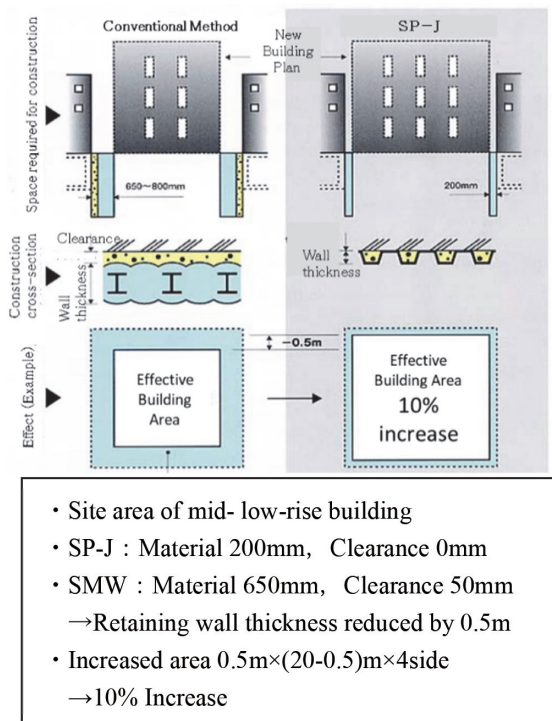 Conventional Method
SP-J
New
Building
Plan
Space required for construction
650～800mm
200mm
Construction
cross-section
Clearance
Wall
thickness
Wall
thickness
Effect (Example)
Effective
Building
Area
−0.5m
Effective
Building Area
10%
increase
・Site area of mid- low-rise building
・SP-J：Material 200mm, Clearance 0mm
・SMW：Material 650mm, Clearance 50mm
→Retaining wall thickness reduced by 0.5m
・Increased area 0.5m×(20-0.5)m×4side
→10% Increase